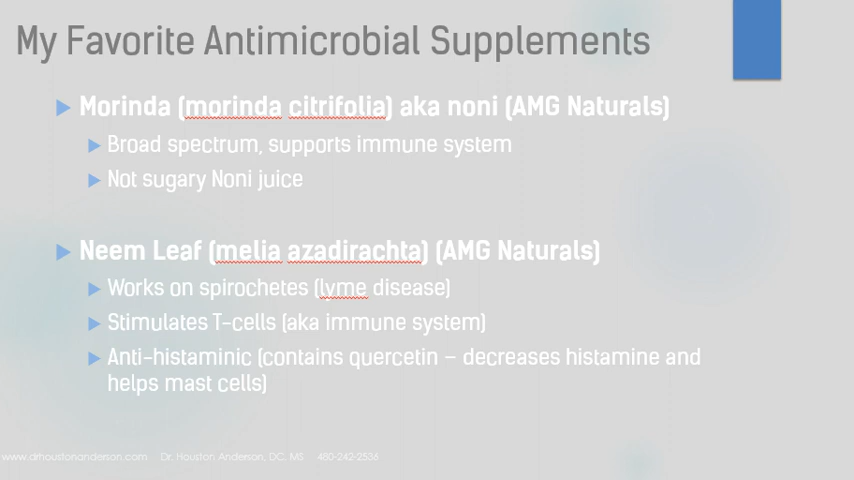 My Favorite Antimicrobial Supplements
Morinda (morinda citrifolia) aka noni (AMG Naturals)
Broad spectrum, supports immune system
Not sugary Noni juice
Neem Leaf (melia azadirachta) (AMG Naturals)
Works on spirochetes (lyme disease)
Stimulates T-cells (aka immune system)
Anti-histaminic (contains quercetin – decreases histamine and
helps mast cells)
www.drhoustonanderson.com Dr. Houston Anderson, DC, MS 480-242-2536